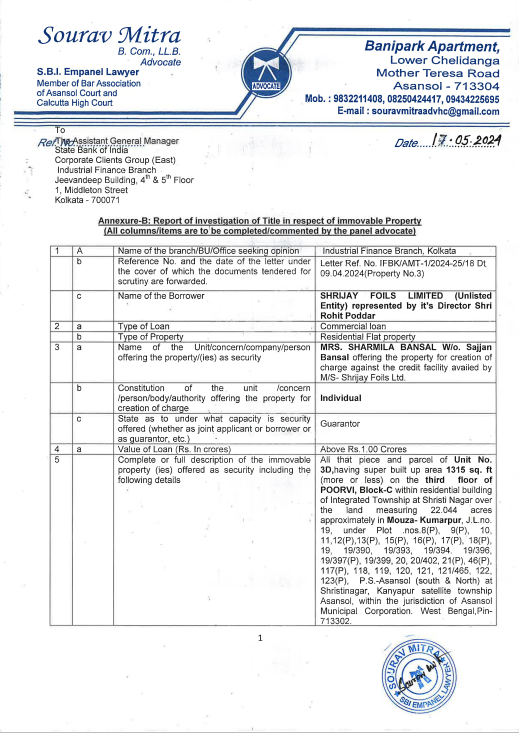 Sourav Mitra
B. Com., LL.B.
Advocate
S.B.I. Empanel Lawyer
Member of Bar Association
of Asansol Court and
Calcutta High Court
ADVOCATE
Banipark Apartment,
Lower Chelidanga
Mother Teresa Road
Asansol - 713304
Mob. : 9832211408, 08250424417, 09434225695
E-mail : souravmitraadvhc@gmail.com
To
Ref. No.
The Assistant General Manager
Date.....17.05.2024
State Bank of India
Corporate Clients Group (East)
Industrial Finance Branch
Jeevandeep Building, 4th & 5th Floor
1, Middleton Street
Kolkata - 700071
Annexure-B: Report of investigation of Title in respect of immovable Property
(All columns/items are to be completed/commented by the panel advocate)
1 A Name of the branch/BU/Office seeking opinion Industrial Finance Branch, Kolkata
b Reference No. and the date of the letter under
the cover of which the documents tendered for
scrutiny are forwarded.
Letter Ref. No. IFBK/AMT-1/2024-25/18 Dt.
09.04.2024(Property No.3)
c Name of the Borrower
SHRIJAY FOILS LIMITED (Unlisted
Entity) represented by it's Director Shri
Rohit Poddar
2 a Type of Loan Commercial loan
b Type of Property Residential Flat property
3 a Name of the Unit/concern/company/person
offering the property/(ies) as security
MRS. SHARMILA BANSAL W/o. Sajjan
Bansal offering the property for creation of
charge against the credit facility availed by
M/S- Shrijay Foils Ltd.
b Constitution of the unit /concern
/person/body/authority offering the property for
creation of charge
Individual
c State as to under what capacity is security
offered (whether as joint applicant or borrower or
as guarantor, etc.)
Guarantor
4 a Value of Loan (Rs. In crores) Above Rs.1.00 Crores
5 Complete or full description of the immovable
property (ies) offered as security including the
following details
All that piece and parcel of Unit No.
3D,having super built up area 1315 sq. ft
(more or less) on the third floor of
POORVI, Block-C within residential building
of Integrated Township at Shristi Nagar over
the land measuring 22.044 acres
approximately in Mouza- Kumarpur, J.L.no.
19, under Plot .nos.8(P), 9(P), 10,
11,12(P),13(P), 15(P), 16(P), 17(P), 18(P),
19, 19/390, 19/393, 19/394. 19/396,
19/397(P), 19/399, 20, 20/402, 21(P), 46(P),
117(P), 118, 119, 120, 121, 121/465, 122,
123(P), P.S.-Asansol (south & North) at
Shristinagar, Kanyapur satellite township
Asansol, within the jurisdiction of Asansol
Municipal Corporation. West Bengal,Pin-
713302.
1
SOURAV MITRA
SBI EMPANEL LAWYER